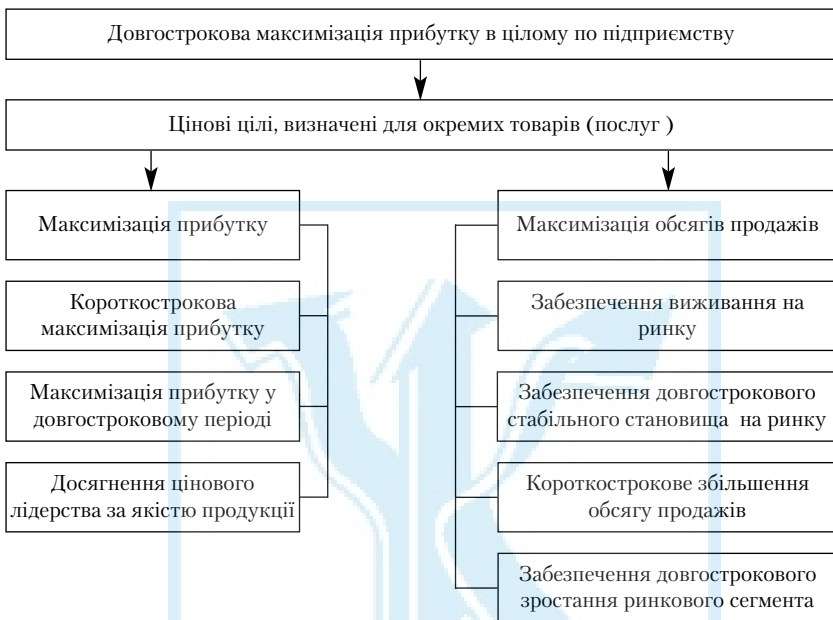 Довгострокова максимізація прибутку в цілому по підприємству
Цінові цілі, визначені для окремих товарів (послуг )
Максимізація прибутку
Короткострокова
максимізація прибутку
Максимізація прибутку у
довгостроковому періоді
Досягнення цінового
лідерства за якістю продукції
Максимізація обсягів продажів
Забезпечення виживання на
ринку
Забезпечення довгострокового
стабільного становища на ринку
Короткострокове збільшення
обсягу продажів
Забезпечення довгострокового
зростання ринкового сегмента